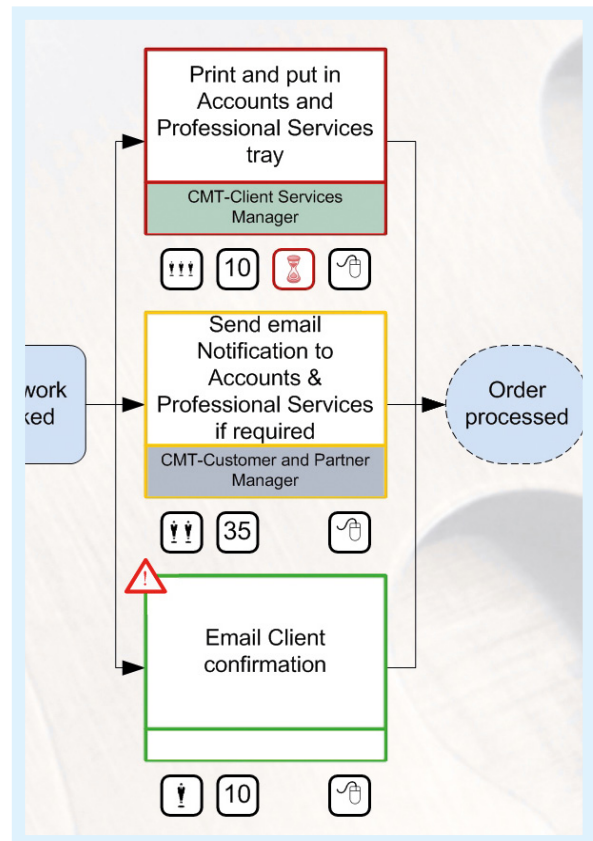 Print and put in
Accounts and
Professional Services
tray
CMT-Client Services
Manager
10
Send email
Notification to
Accounts &
Professional Services
if required
CMT-Customer and Partner
Manager
35
work
ked
Order
processed
!
Email Client
confirmation
10